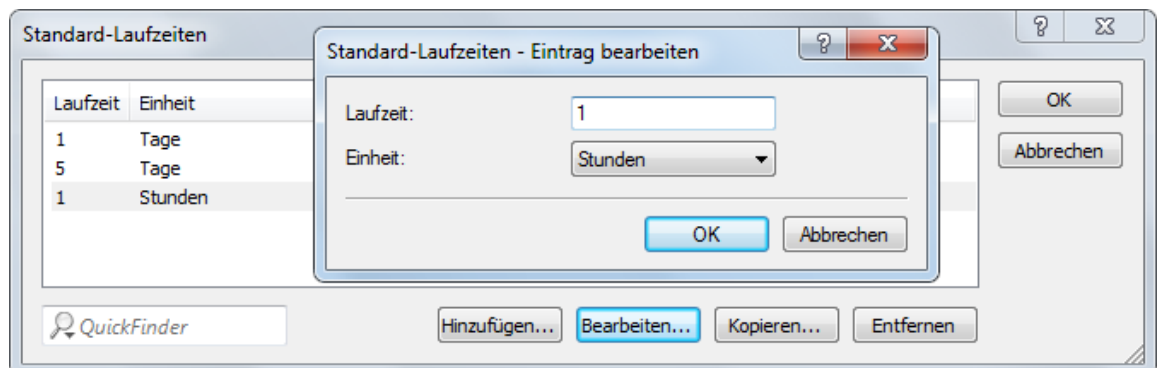 Standard-Laufzeiten
Standard-Laufzeiten - Eintrag bearbeiten
Laufzeit: 1
Einheit: Stunden
OK Abbrechen
Laufzeit Einheit
1 Tage
5 Tage
1 Stunden
OK
Abbrechen
QuickFinder Hinzufügen... Bearbeiten... Kopieren... Entfernen